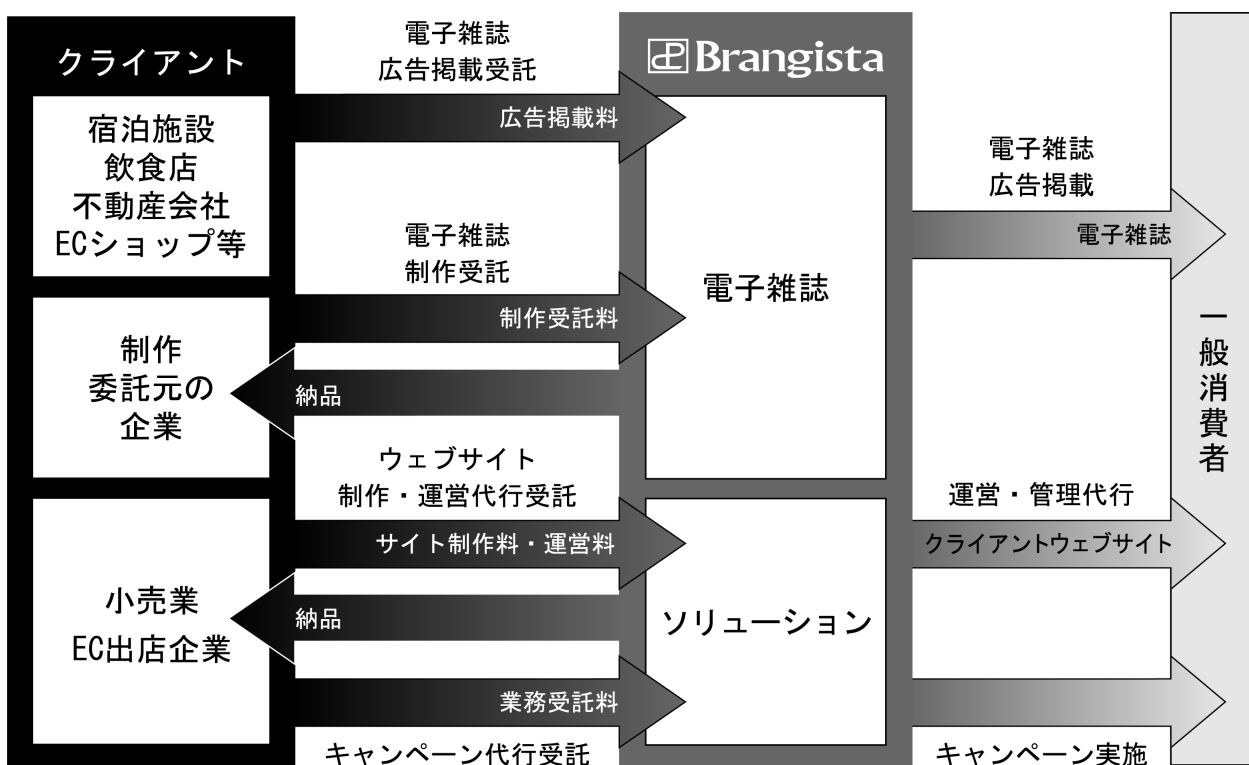 クライアント
宿泊施設
飲食店
不動産会社
ECショップ等
制作
委託元の
企業
小売業
EC出店企業
電子雑誌
広告掲載受託
広告掲載料
電子雑誌
制作受託
制作受託料
納品
ウェブサイト
制作・運営代行受託
サイト制作料・運営料
納品
業務受託料
キャンペーン代行受託
Brangista
電子雑誌
ソリューション
電子雑誌
広告掲載
電子雑誌
運営・管理代行
クライアントウェブサイト
キャンペーン実施
一般消費者